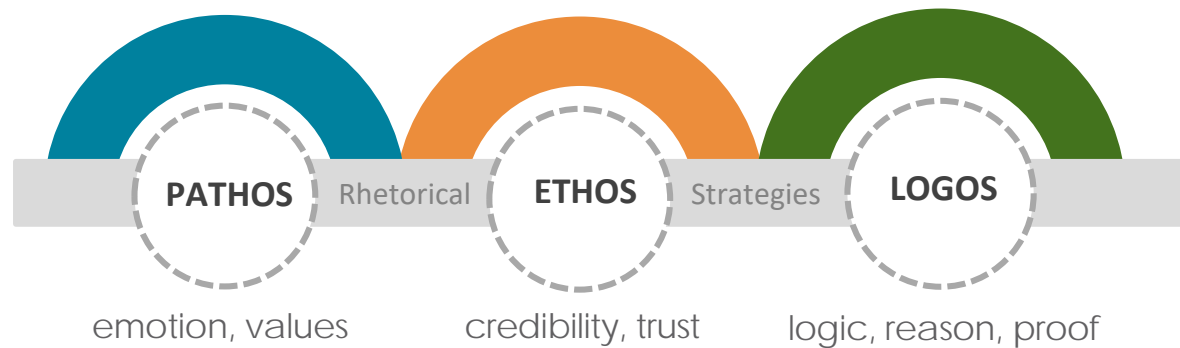 PATHOS Rhetorical ETHOS Strategies LOGOS
emotion, values credibility, trust logic, reason, proof